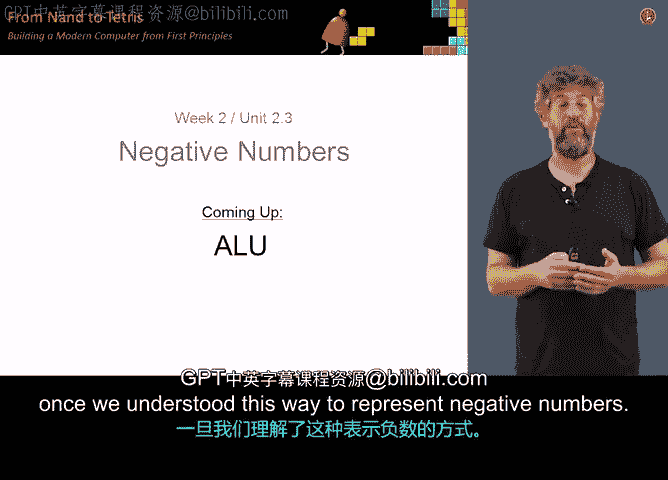 GPT中英字幕课程资源@bilibili.com
From Nand to Tetris
Building a Modern Computer from First Principles
Week 2 / Unit 2.3
Negative Numbers
Coming Up:
ALU
GPT中英字幕课程资源@bilibili.com
once we understood this way to represent negative numbers.
一旦我们理解了这种表示负数的方式。